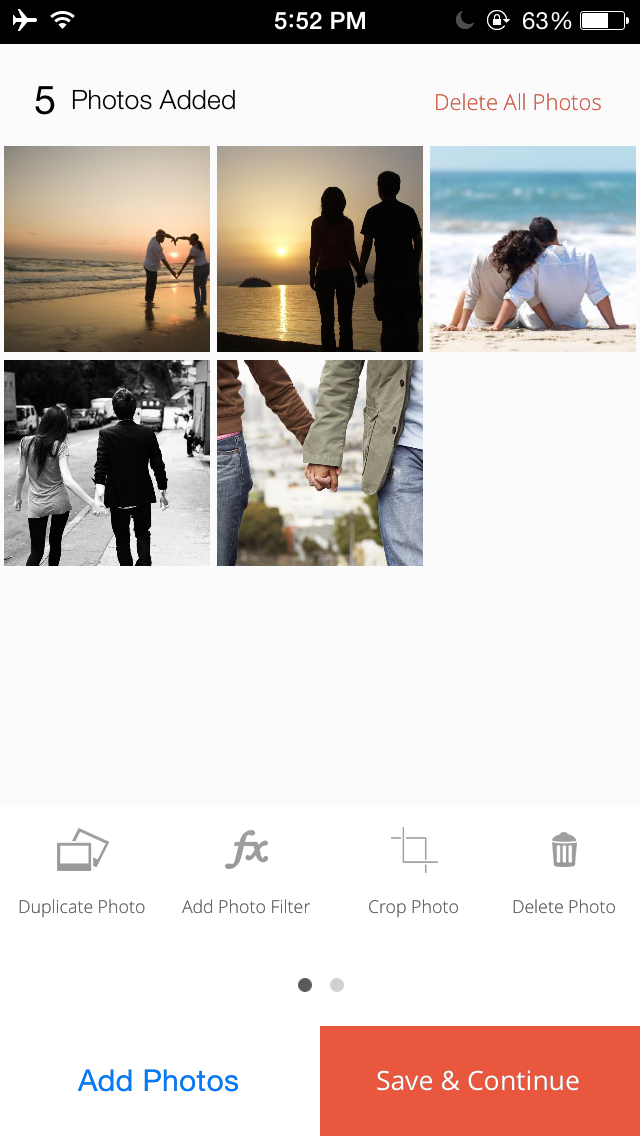 5:52 PM 63%
5 Photos Added Delete All Photos
Duplicate Photo Add Photo Filter Crop Photo Delete Photo
Add Photos Save & Continue